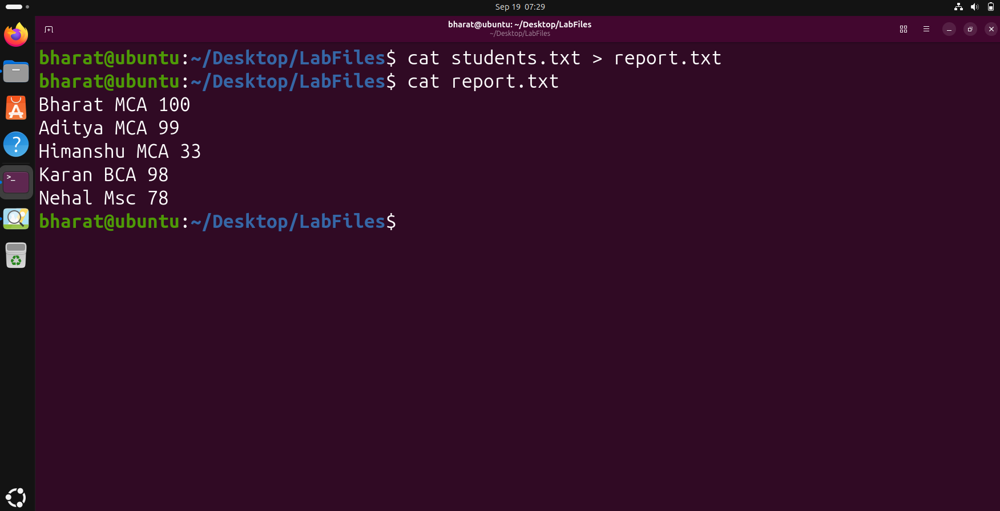 Sep 19 07:29
bharat@ubuntu: ~/Desktop/LabFiles
~/Desktop/LabFiles
bharat@ubuntu:~/Desktop/LabFiles$ cat students.txt > report.txt
bharat@ubuntu:~/Desktop/LabFiles$ cat report.txt
Bharat MCA 100
Aditya MCA 99
Himanshu MCA 33
Karan BCA 98
Nehal Msc 78
bharat@ubuntu:~/Desktop/LabFiles$